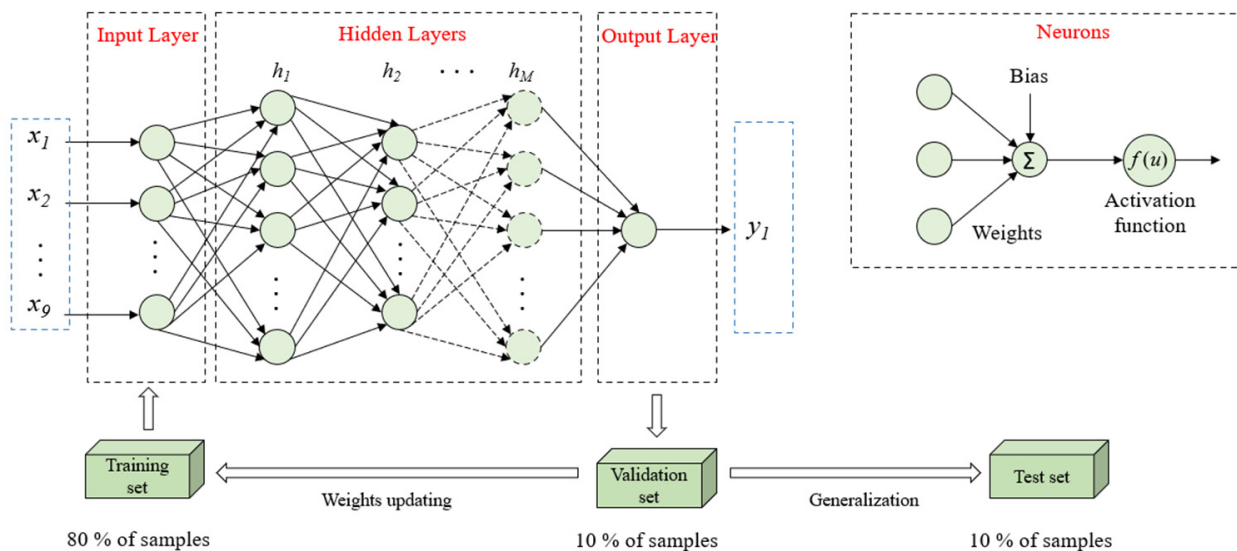 Input Layer
Hidden Layers
Output Layer
Neurons
h1
h2
· · ·
hM
Bias
x1
x2
x9
y1
Σ
f(u)
Activation
function
Weights
Training
set
Validation
set
Test set
Weights updating
Generalization
80 % of samples
10 % of samples
10 % of samples